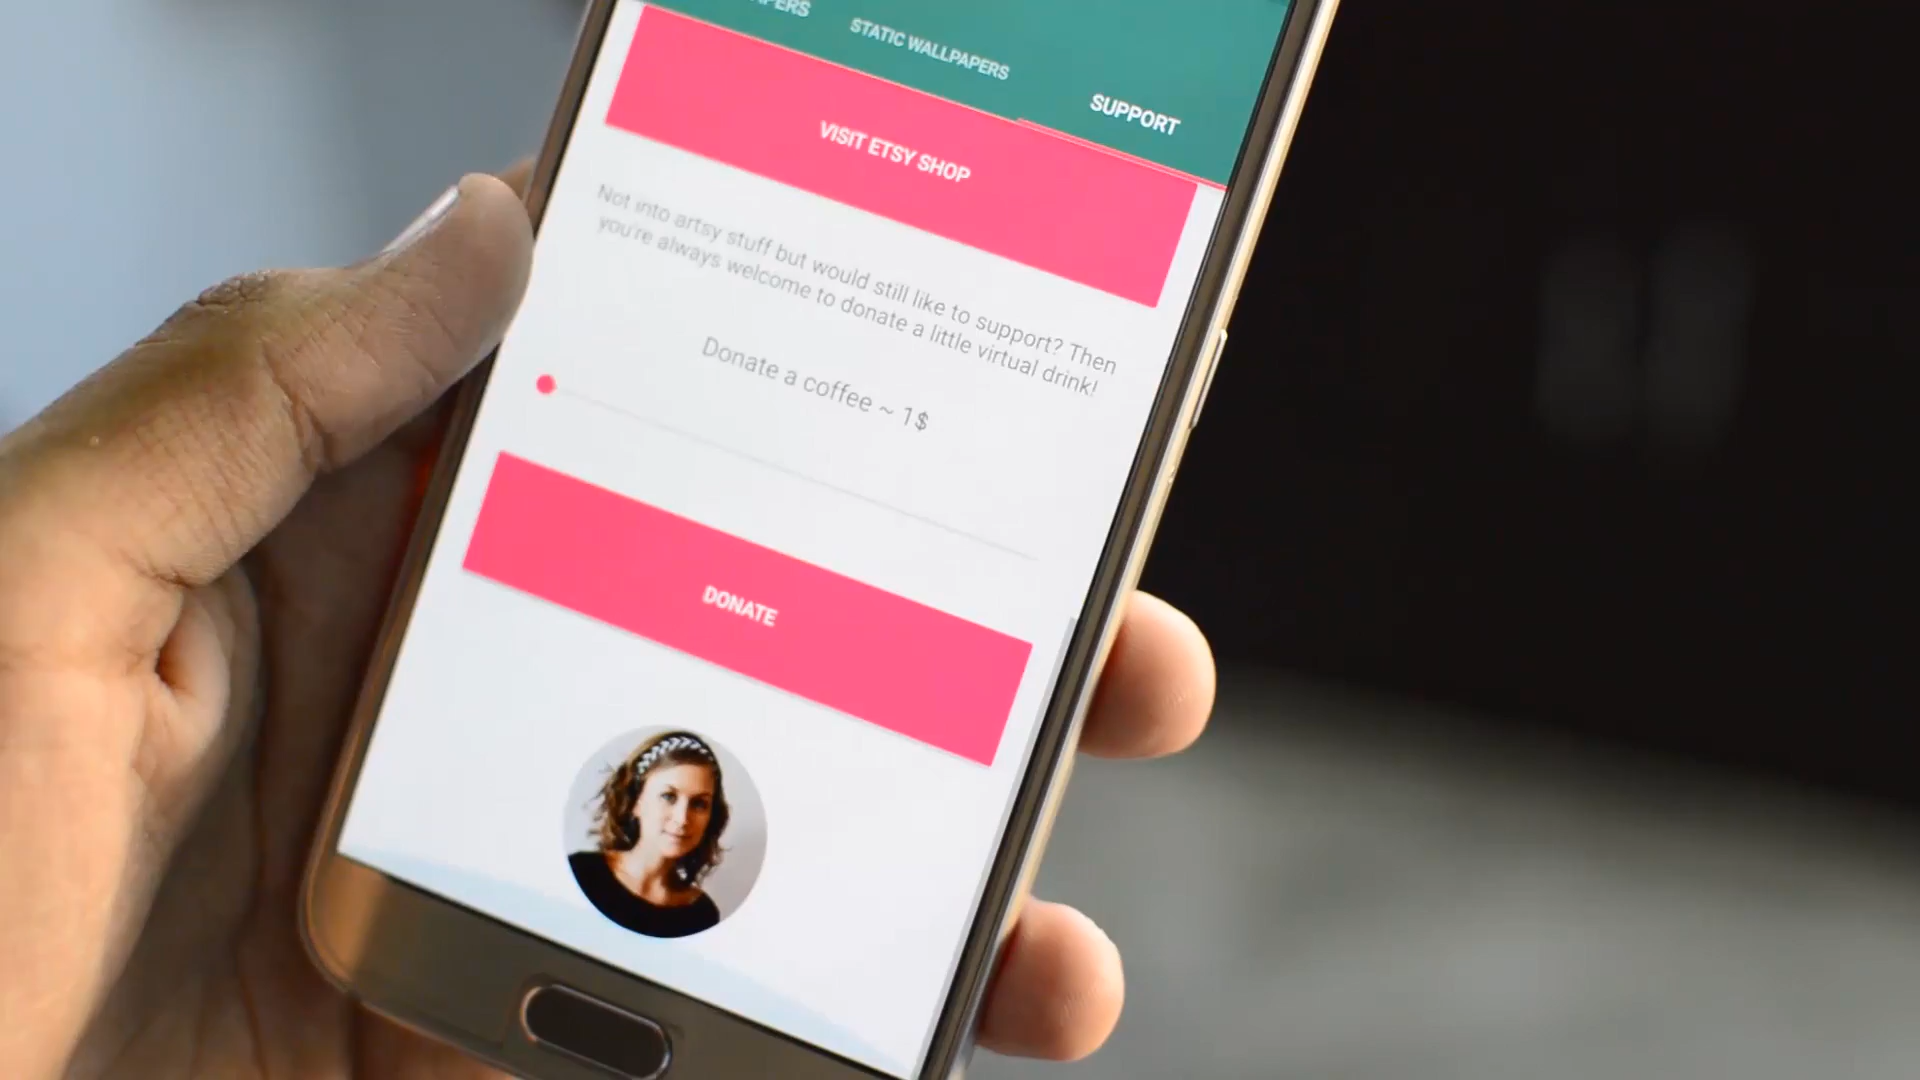 STATIC WALLPAPERS
SUPPORT
VISIT ETSY SHOP
Not into artsy stuff but would still like to support? Then
you're always welcome to donate a little virtual drink!
Donate a coffee ~ 1$
DONATE